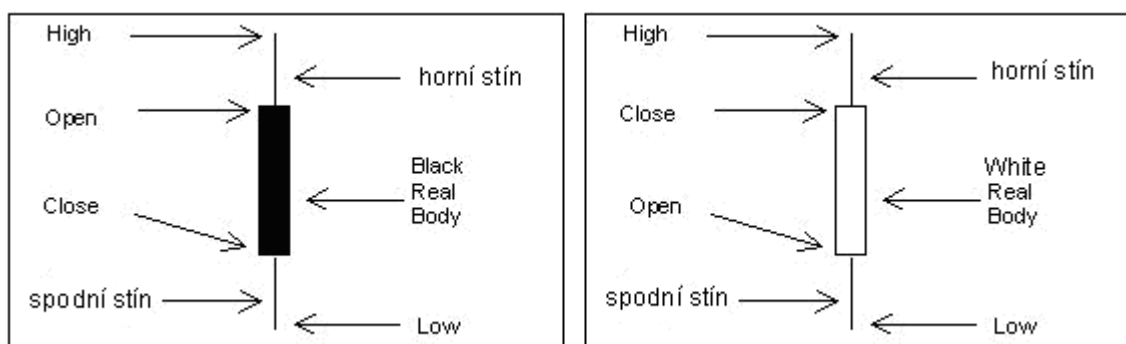 High
horní stín
Open
Black
Real
Body
Close
spodní stín
Low
High
horní stín
Close
White
Real
Body
Open
spodní stín
Low